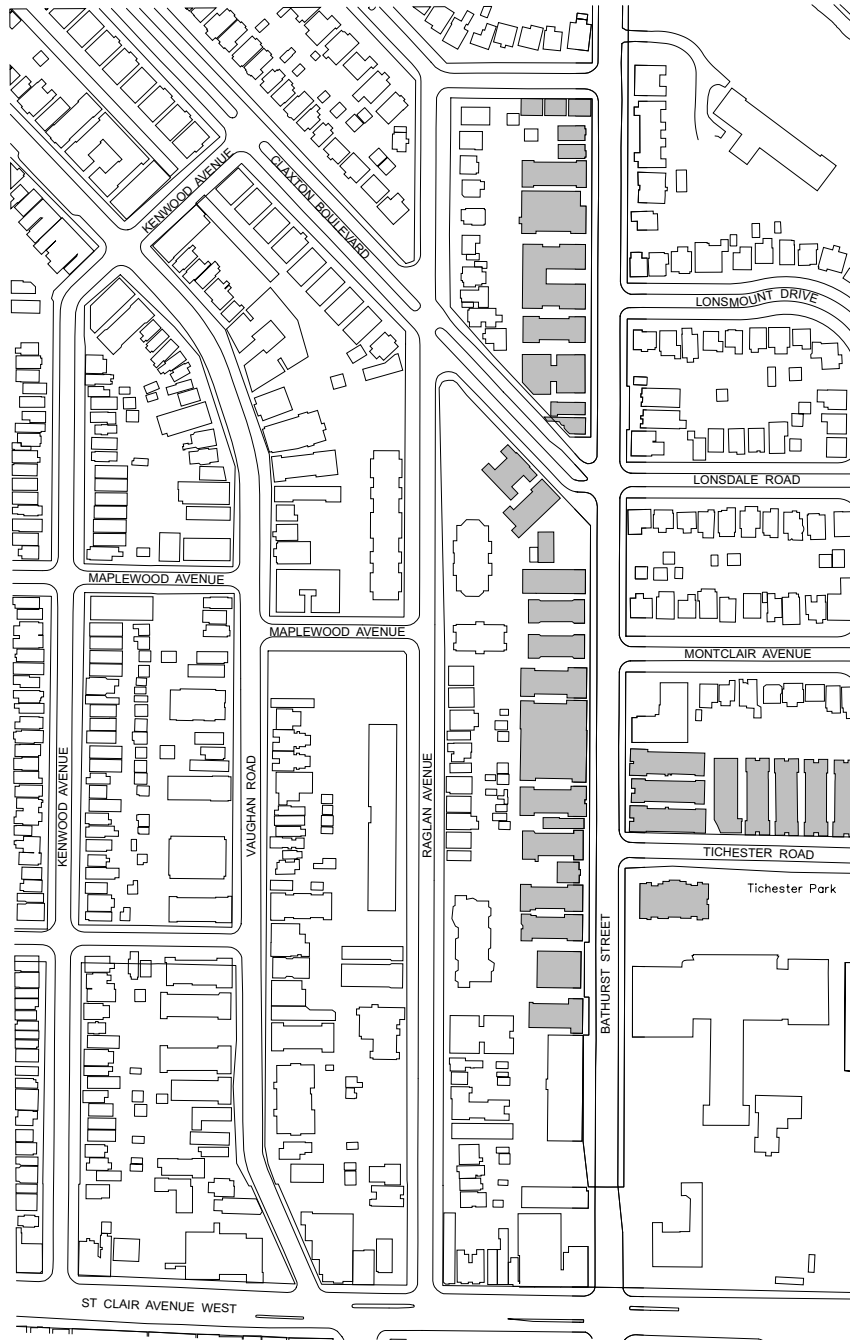 KENWOOD AVENUE
CLAXTON BOULEVARD
LONSMOUNT DRIVE
LONSDALE ROAD
MAPLEWOOD AVENUE
MAPLEWOOD AVENUE
MONTCLAIR AVENUE
KENWOOD AVENUE
VAUGHAN ROAD
RAGLAN AVENUE
TICHESTER ROAD
Tichester Park
BATHURST STREET
ST CLAIR AVENUE WEST